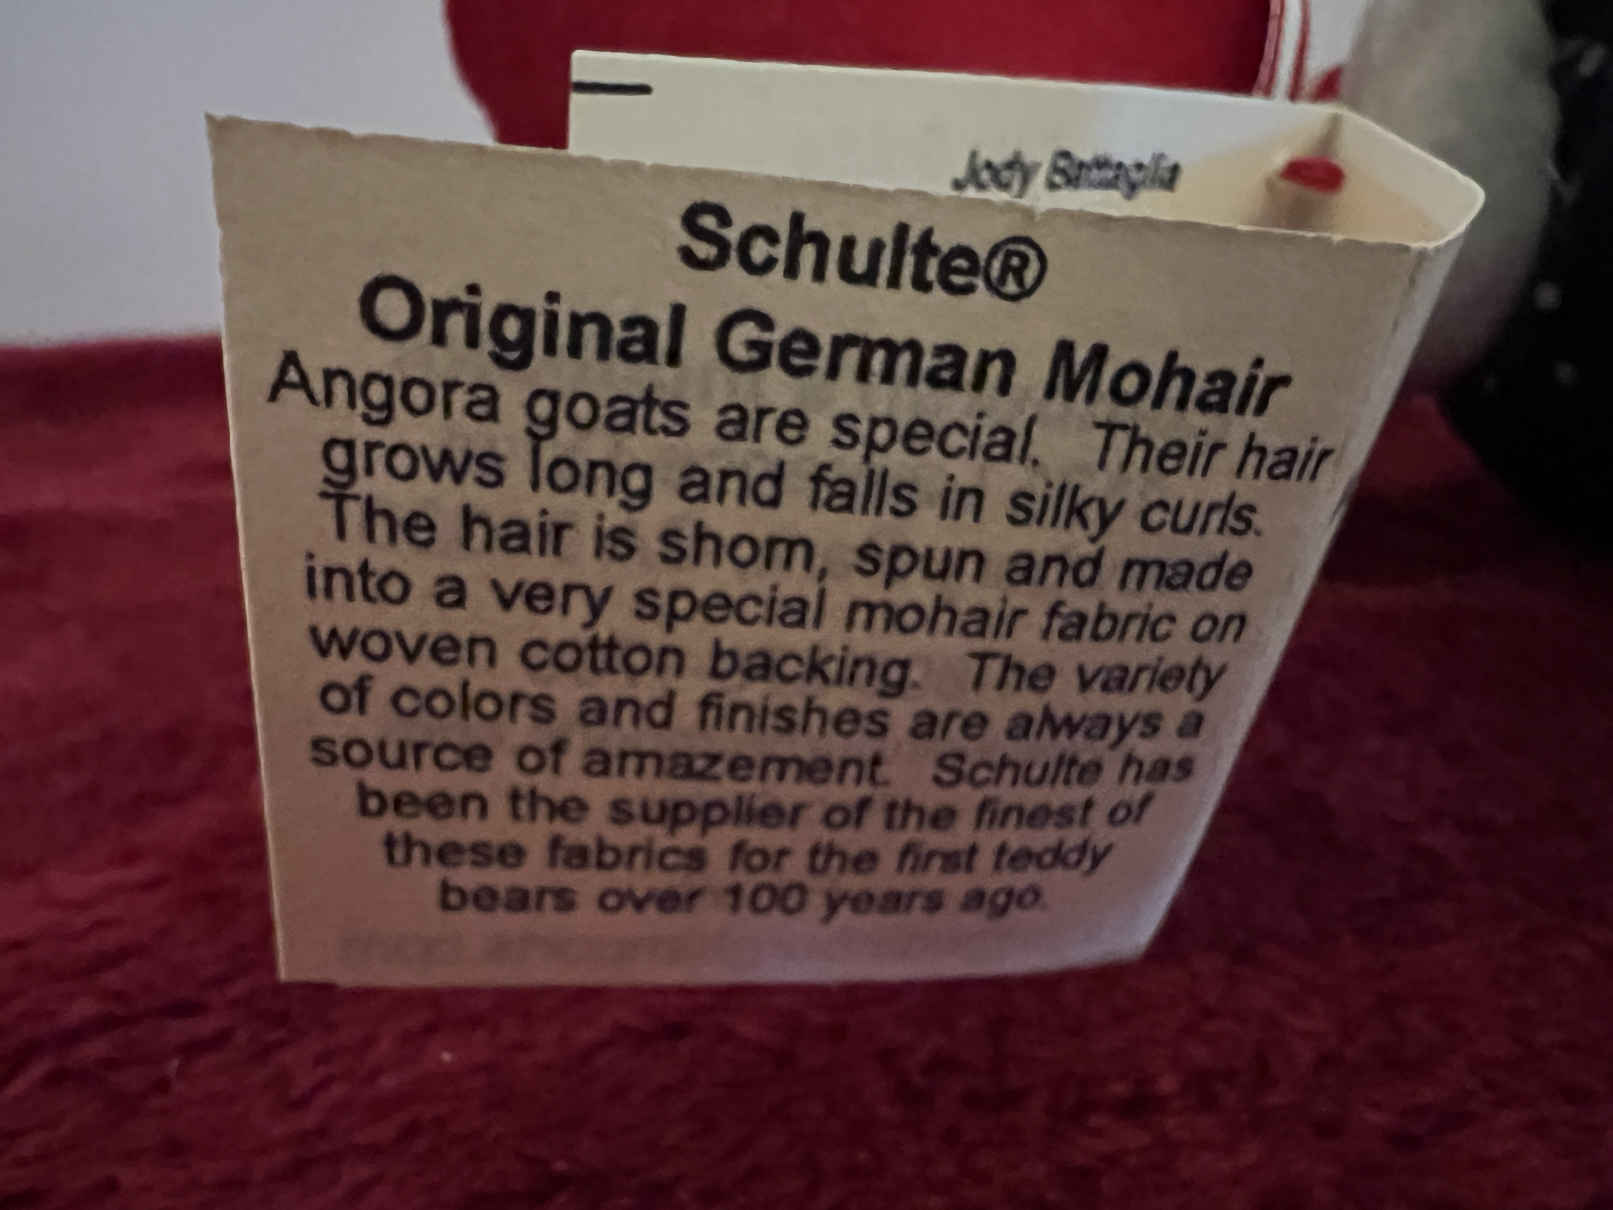 Jody Battaglia
Schulte®
Original German Mohair
Angora goats are special. Their hair
grows long and falls in silky curls.
The hair is shorn, spun and made
into a very special mohair fabric on
woven cotton backing. The variety
of colors and finishes are always a
source of amazement. Schulte has
been the supplier of the finest of
these fabrics for the first teddy
bears over 100 years ago.